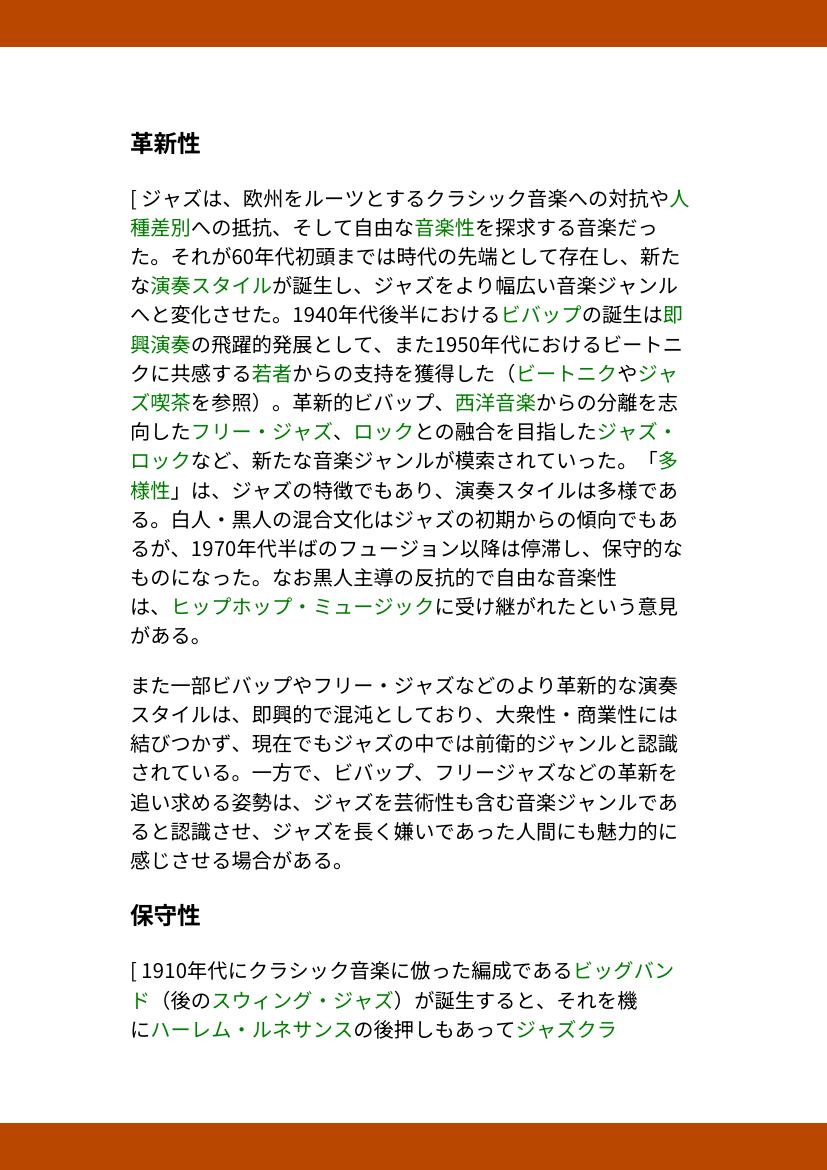 革新性
[ ジャズは、欧州をルーツとするクラシック音楽への対抗や人
種差別への抵抗、そして自由な音楽性を探求する音楽だっ
た。それが60年代初頭までは時代の先端として存在し、新た
な演奏スタイルが誕生し、ジャズをより幅広い音楽ジャンル
へと変化させた。1940年代後半におけるビバップの誕生は即
興演奏の飛躍的発展として、また1950年代におけるビートニ
クに共感する若者からの支持を獲得した（ビートニクやジャ
ズ喫茶を参照）。革新的ビバップ、西洋音楽からの分離を志
向したフリー・ジャズ、ロックとの融合を目指したジャズ・
ロックなど、新たな音楽ジャンルが模索されていった。「多
様性」は、ジャズの特徴でもあり、演奏スタイルは多様であ
る。白人・黒人の混合文化はジャズの初期からの傾向でもあ
るが、1970年代半ばのフュージョン以降は停滞し、保守的な
ものになった。なお黒人主導の反抗的で自由な音楽性
は、ヒップホップ・ミュージックに受け継がれたという意見
がある。
また一部ビバップやフリー・ジャズなどのより革新的な演奏
スタイルは、即興的で混沌としており、大衆性・商業性には
結びつかず、現在でもジャズの中では前衛的ジャンルと認識
されている。一方で、ビバップ、フリージャズなどの革新を
追い求める姿勢は、ジャズを芸術性も含む音楽ジャンルであ
ると認識させ、ジャズを長く嫌いであった人間にも魅力的に
感じさせる場合がある。
保守性
[ 1910年代にクラシック音楽に倣った編成であるビッグバン
ド（後のスウィング・ジャズ）が誕生すると、それを機
にハーレム・ルネサンスの後押しもあってジャズクラ